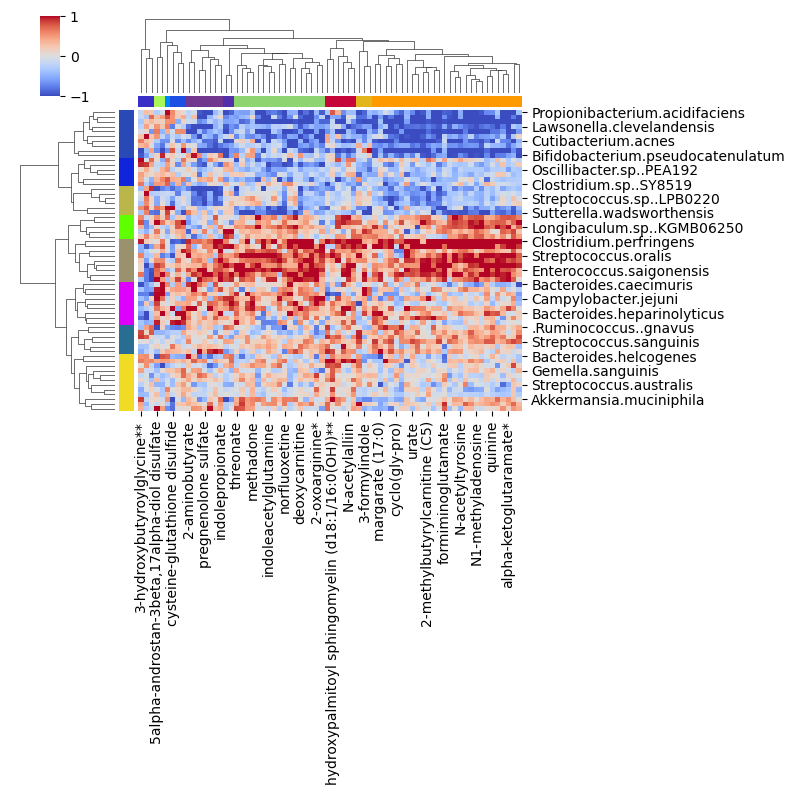 1
0
−1
Propionibacterium.acidifaciens
Lawsonella.clevelandensis
Cutibacterium.acnes
Bifidobacterium.pseudocatenulatum
Oscillibacter.sp..PEA192
Clostridium.sp..SY8519
Streptococcus.sp..LPB0220
Sutterella.wadsworthensis
Longibaculum.sp..KGMB06250
Clostridium.perfringens
Streptococcus.oralis
Enterococcus.saigonensis
Bacteroides.caecimuris
Campylobacter.jejuni
Bacteroides.heparinolyticus
.Ruminococcus..gnavus
Streptococcus.sanguinis
Bacteroides.helcogenes
Gemella.sanguinis
Streptococcus.australis
Akkermansia.muciniphila
3-hydroxybutyroylglycine**
5alpha-androstan-3beta,17alpha-diol disulfate
cysteine-glutathione disulfide
2-aminobutyrate
pregnenolone sulfate
indolepropionate
threonate
methadone
indoleacetylglutamine
norfluoxetine
deoxycarnitine
2-oxoarginine*
hydroxypalmitoyl sphingomyelin (d18:1/16:0(OH))**
N-acetylalliin
3-formylindole
margarate (17:0)
cyclo(gly-pro)
urate
2-methylbutyrylcarnitine (C5)
formiminoglutamate
N-acetyltyrosine
N1-methyladenosine
quinine
alpha-ketoglutaramate*